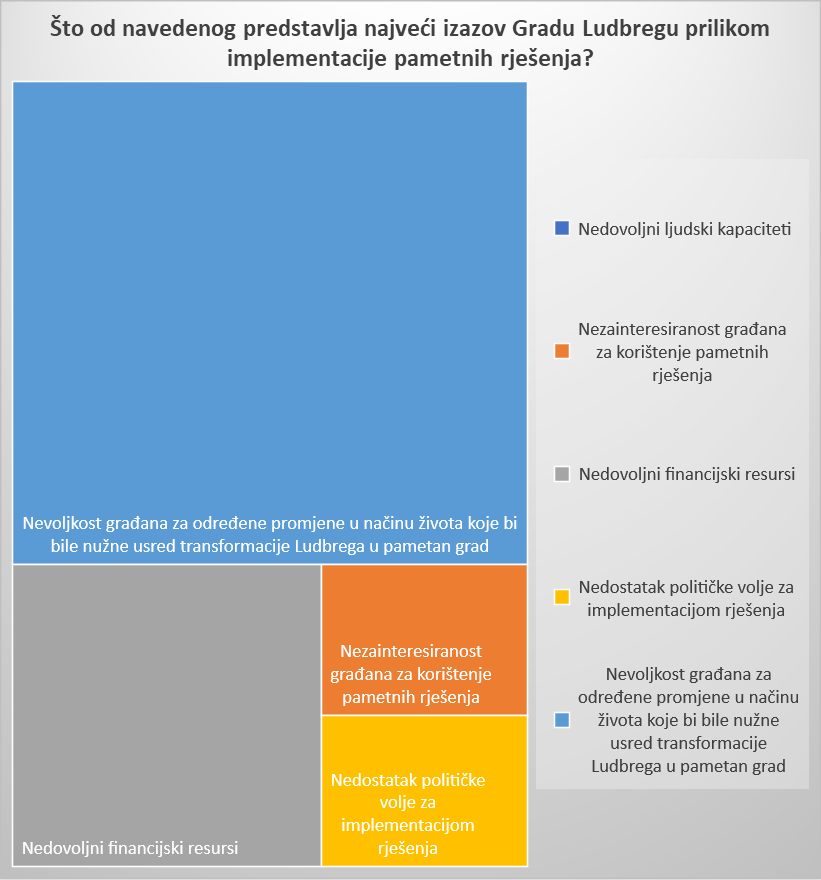 Što od navedenog predstavlja najveći izazov Gradu Ludbregu prilikom
implementacije pametnih rješenja?
Nevoljkost građana za određene promjene u načinu života koje bi
bile nužne usred transformacije Ludbrega u pametan grad
Nedovoljni financijski resursi
Nezainteresiranost
građana za korištenje
pametnih rješenja
Nedostatak političke
volje za
implementacijom
rješenja
Nedovoljni ljudski kapaciteti
Nezainteresiranost građana
za korištenje pametnih
rješenja
Nedovoljni financijski resursi
Nedostatak političke volje za
implementacijom rješenja
Nevoljkost građana za
određene promjene u načinu
života koje bi bile nužne
usred transformacije
Ludbrega u pametan grad